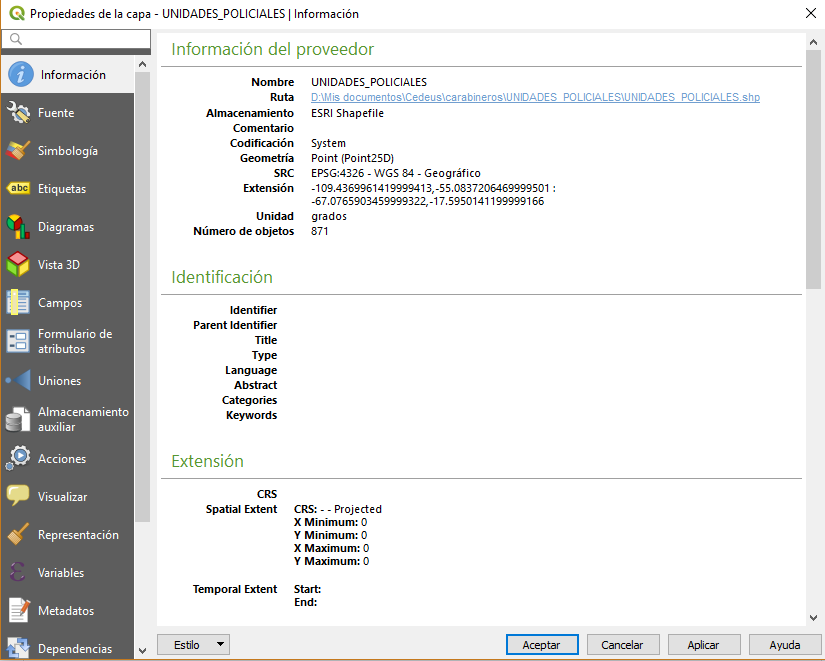 Propiedades de la capa - UNIDADES_POLICIALES | Información
Información
Fuente
Simbología
abc Etiquetas
Diagramas
Vista 3D
Campos
Formulario de
atributos
Uniones
Almacenamiento
auxiliar
Acciones
Visualizar
Representación
Variables
Metadatos
Dependencias
Información del proveedor
Nombre UNIDADES_POLICIALES
Ruta D:\Mis documentos\Cedeus\carabineros\UNIDADES_POLICIALES\UNIDADES_POLICIALES.shp
Almacenamiento ESRI Shapefile
Comentario
Codificación System
Geometría Point (Point25D)
SRC EPSG:4326 - WGS 84 - Geográfico
Extensión -109.4369961419999413,-55.0837206469999501 :
-67.0765903459999322,-17.5950141199999166
Unidad grados
Número de objetos 871
Identificación
Identifier
Parent Identifier
Title
Type
Language
Abstract
Categories
Keywords
Extensión
CRS
Spatial Extent CRS: - - Projected
X Minimum: 0
Y Minimum: 0
X Maximum: 0
Y Maximum: 0
Temporal Extent Start:
End:
Estilo Aceptar Cancelar Aplicar Ayuda